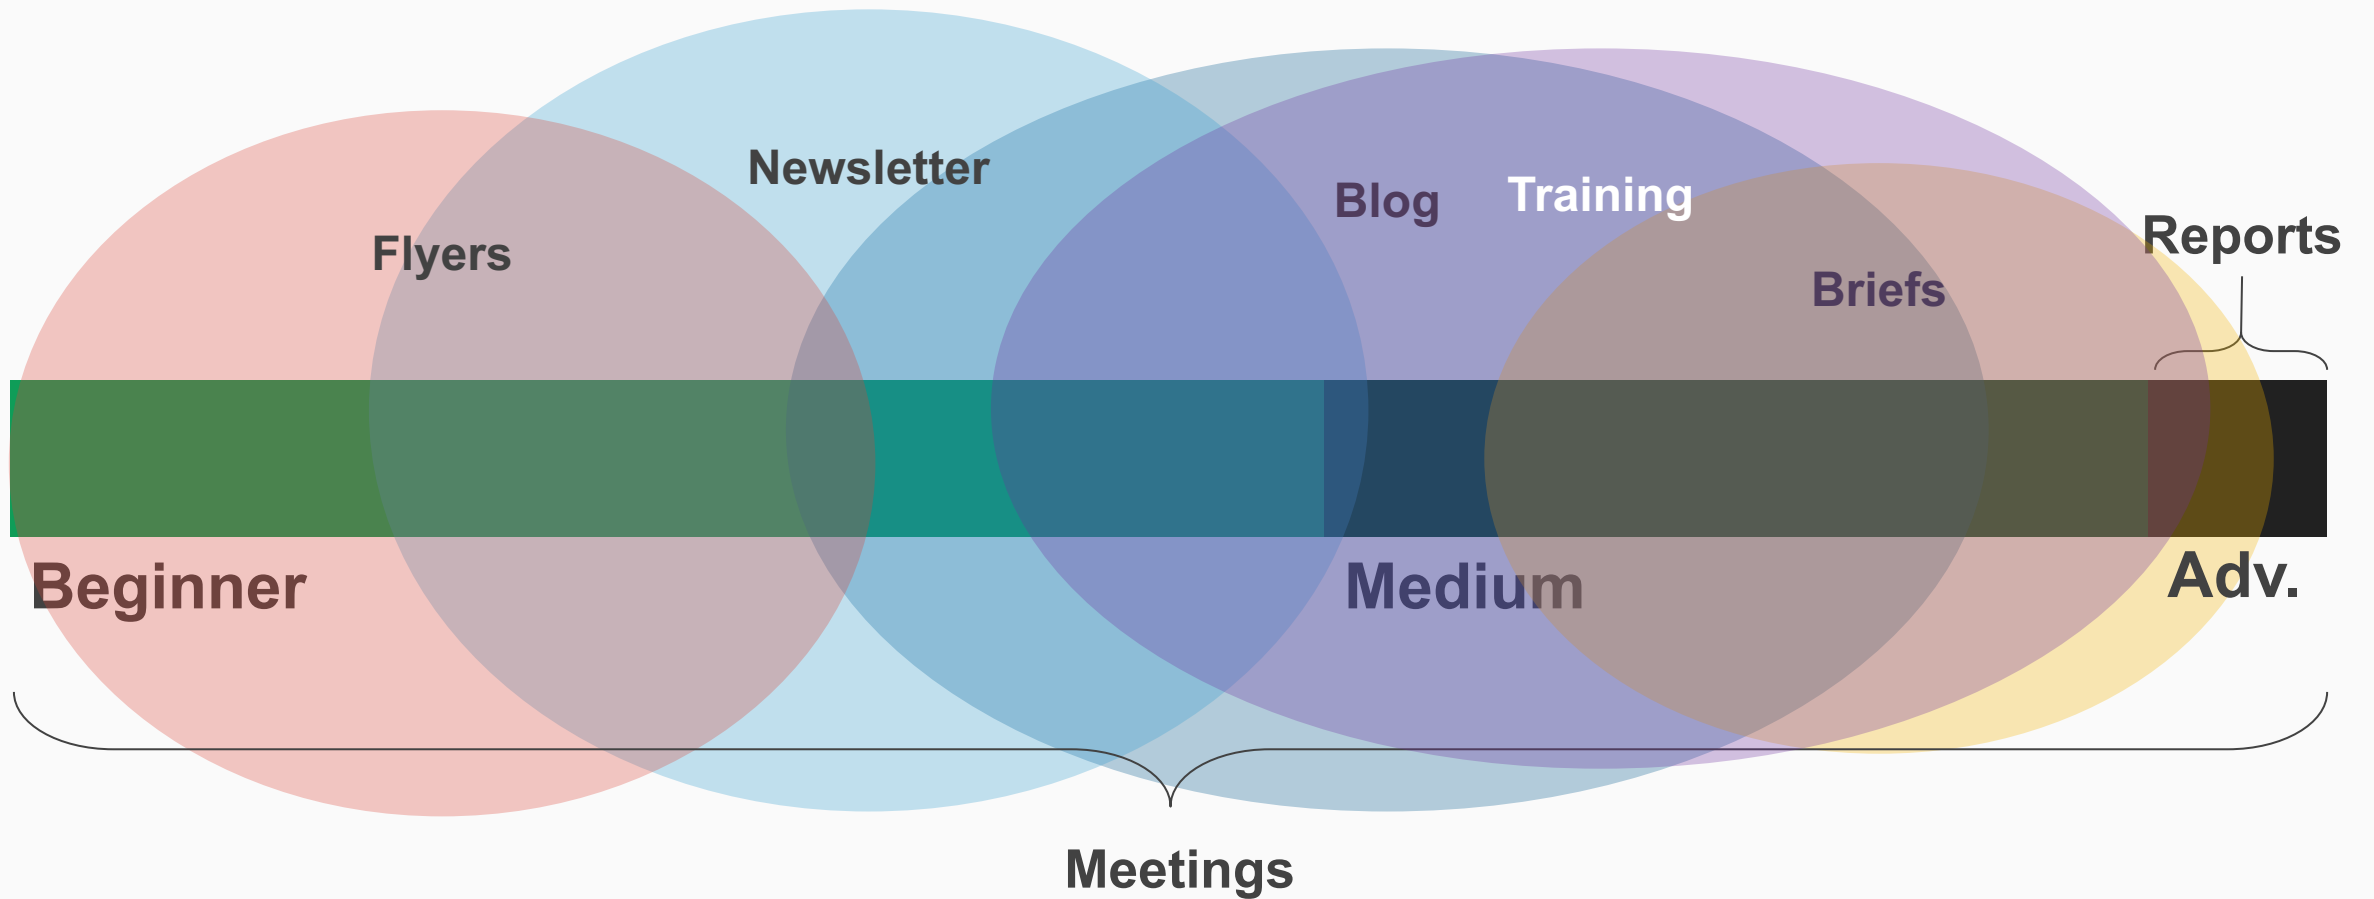 Newsletter
Blog
Training
Flyers
Reports
Briefs
Beginner
Medium
Adv.
Meetings